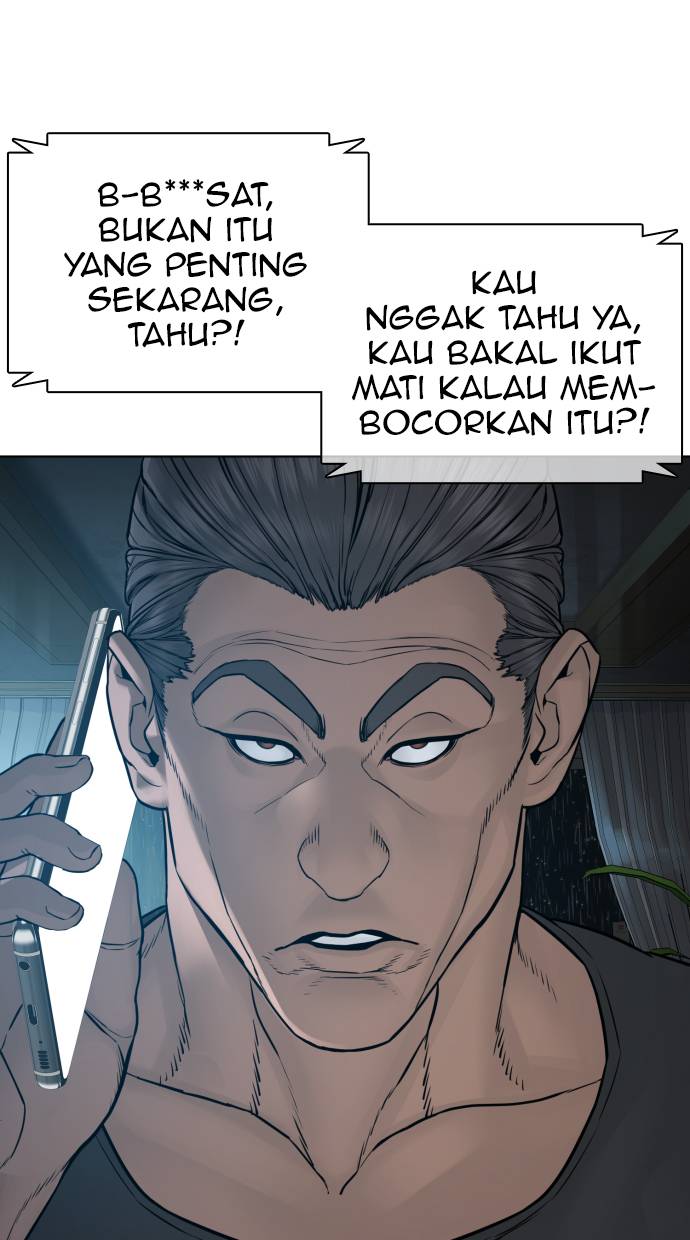 B-B***SAT,
BUKAN ITU
YANG PENTING
SEKARANG,
TAHU?!
KAU
NGGAK TAHU YA,
KAU BAKAL IKUT
MATI KALAU MEM-
BOCORKAN ITU?!